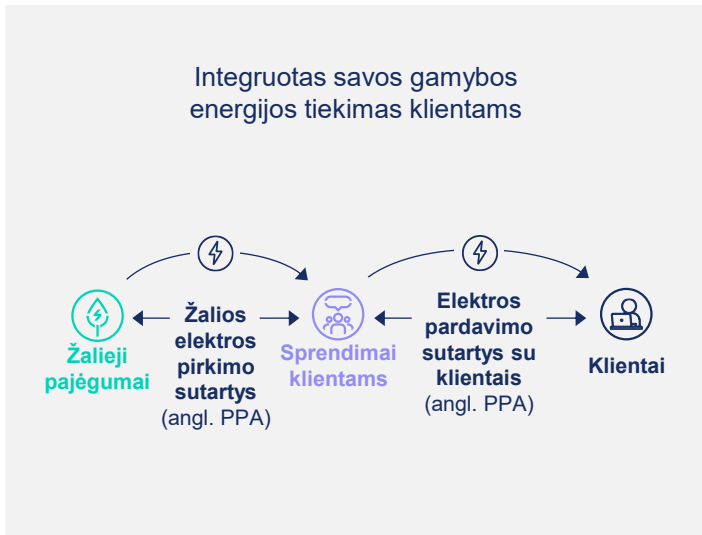 Integruotas savos gamybos
energijos tiekimas klientams
Žalieji
pajėgumai
Žalios
elektros
pirkimo
sutartys
(angl. PPA)
Sprendimai
klientams
Elektros
pardavimo
sutartys su
klientais
(angl. PPA)
Klientai